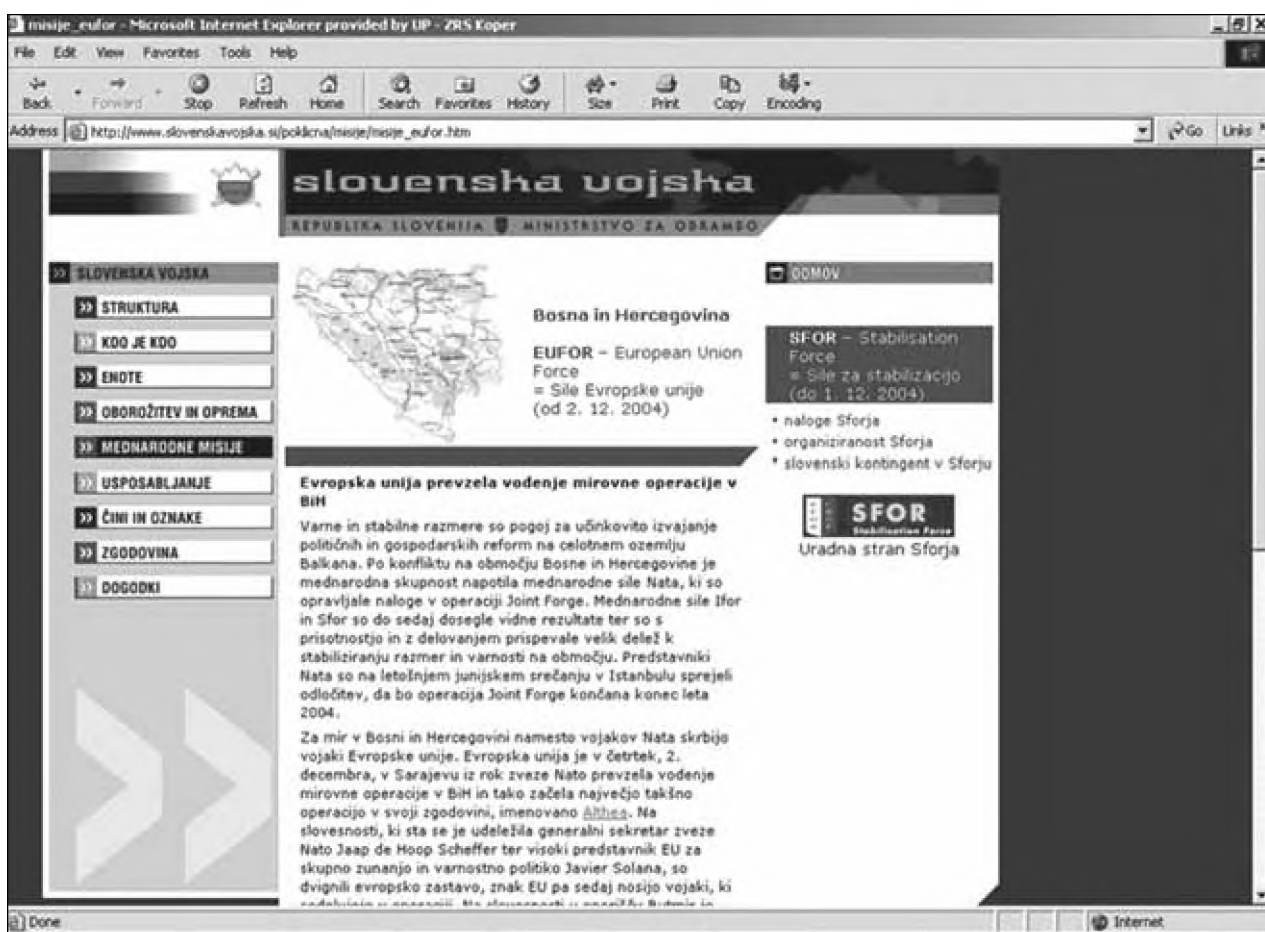 misije_eufor - Microsoft Internet Explorer provided by UP - ZRS Koper
File Edit View Favorites Tools Help
Back Forward Stop Refresh Home Search Favorites History Size Print Copy Encoding
Address http://www.slovenskavojska.si/poklicna/misije/misije_eufor.htm Go Links
slovenska vojska
REPUBLIKA SLOVENIJA MINISTRSTVO ZA OBRAMBO
SLOVENSKA VOJSKA
STRUKTURA
KDO JE KDO
ENOTE
OBOROŽITEV IN OPREMA
MEDNARODNE MISIJE
USPOSABLJANJE
ČINI IN OZNAKE
ZGODOVINA
DOGODKI
Bosna in Hercegovina
EUFOR – European Union
Force
= Sile Evropske unije
(od 2. 12. 2004)
Evropska unija prevzela vodenje mirovne operacije v
BiH
Varne in stabilne razmere so pogoj za učinkovito izvajanje
političnih in gospodarskih reform na celotnem ozemlju
Balkana. Po konfliktu na območju Bosne in Hercegovine je
mednarodna skupnost napotila mednarodne sile Nata, ki so
opravljale naloge v operaciji Joint Forge. Mednarodne sile Ifor
in Sfor so do sedaj dosegle vidne rezultate ter so s
prisotnostjo in z delovanjem prispevale velik delež k
stabiliziranju razmer in varnosti na območju. Predstavniki
Nata so na letošnjem junijskem srečanju v Istanbulu sprejeli
odločitev, da bo operacija Joint Forge končana konec leta
2004.
Za mir v Bosni in Hercegovini namesto vojakov Nata skrbijo
vojaki Evropske unije. Evropska unija je v četrtek, 2.
decembra, v Sarajevu iz rok zveze Nato prevzela vodenje
mirovne operacije v BiH in tako začela največjo takšno
operacijo v svoji zgodovini, imenovano Althea. Na
slovesnosti, ki sta se je udeležila generalni sekretar zveze
Nato Jaap de Hoop Scheffer ter visoki predstavnik EU za
skupno zunanjo in varnostno politiko Javier Solana, so
dvignili evropsko zastavo, znak EU pa sedaj nosijo vojaki, ki
DOMOV
SFOR – Stabilisation
Force
= Sile za stabilizacijo
(do 1. 12. 2004)
• naloge Sforja
• organiziranost Sforja
• slovenski kontingent v Sforju
SFOR
Stabilisation Force
Uradna stran Sforja
Done Internet